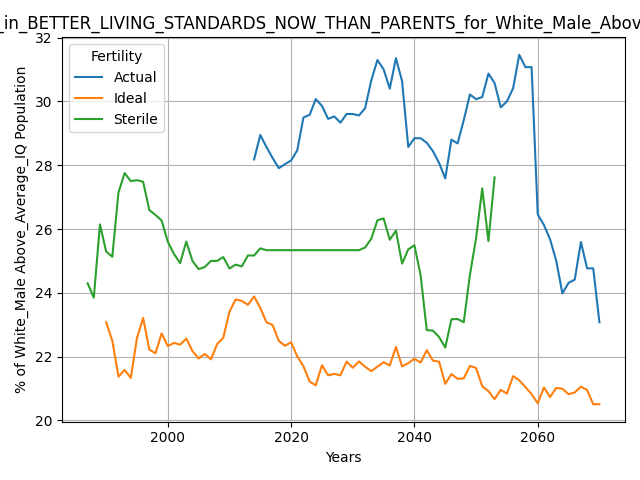 _in_BETTER_LIVING_STANDARDS_NOW_THAN_PARENTS_for_White_Male_Abov
% of White_Male Above_Average_IQ Population
32
30
28
26
24
22
20
Fertility
Actual
Ideal
Sterile
2000
2020
2040
2060
Years